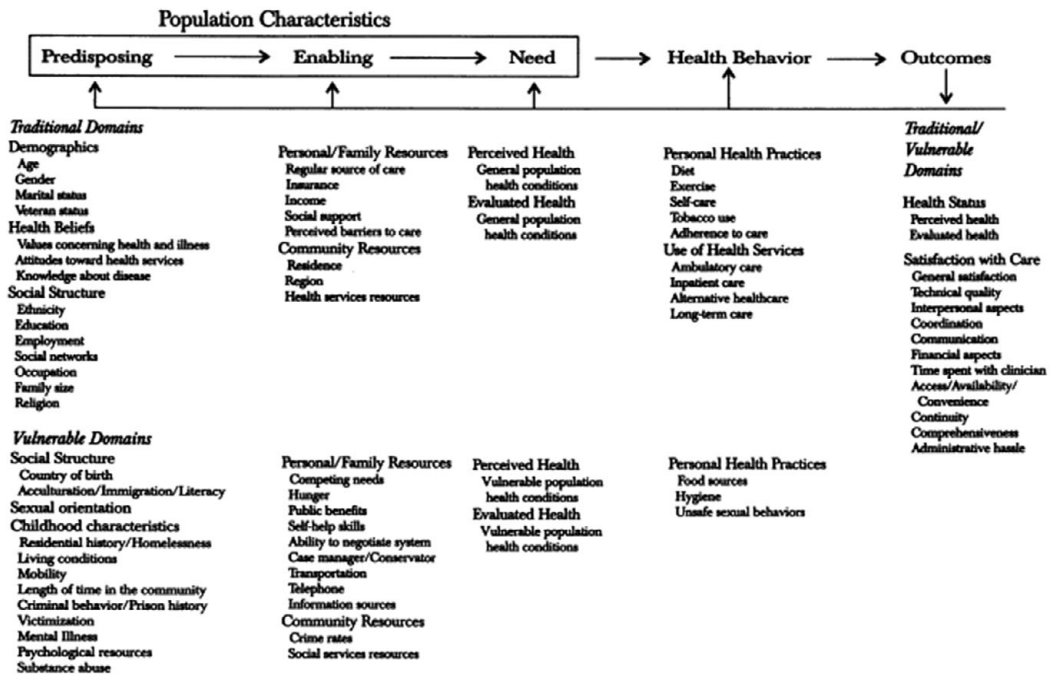 Population Characteristics
Predisposing
Enabling
Need
Health Behavior
Outcomes
Traditional Domains
Demographics
Age
Gender
Marital status
Veteran status
Health Beliefs
Values concerning health and illness
Attitudes toward health services
Knowledge about disease
Social Structure
Ethnicity
Education
Employment
Social networks
Occupation
Family size
Religion
Personal/Family Resources
Regular source of care
Insurance
Income
Social support
Perceived barriers to care
Community Resources
Residence
Region
Health services resources
Perceived Health
General population
health conditions
Evaluated Health
General population
health conditions
Personal Health Practices
Diet
Exercise
Self-care
Tobacco use
Adherence to care
Use of Health Services
Ambulatory care
Inpatient care
Alternative healthcare
Long-term care
Traditional/
Vulnerable
Domains
Health Status
Perceived health
Evaluated health
Satisfaction with Care
General satisfaction
Technical quality
Interpersonal aspects
Coordination
Communication
Financial aspects
Time spent with clinician
Access/Availability/
Convenience
Continuity
Comprehensiveness
Administrative hassle
Vulnerable Domains
Social Structure
Country of birth
Acculturation/Immigration/Literacy
Sexual orientation
Childhood characteristics
Residential history/Homelessness
Living conditions
Mobility
Length of time in the community
Criminal behavior/Prison history
Victimization
Mental Illness
Psychological resources
Substance abuse
Personal/Family Resources
Competing needs
Hunger
Public benefits
Self-help skills
Ability to negotiate system
Case manager/Conservator
Transportation
Telephone
Information sources
Community Resources
Crime rates
Social services resources
Perceived Health
Vulnerable population
health conditions
Evaluated Health
Vulnerable population
health conditions
Personal Health Practices
Food sources
Hygiene
Unsafe sexual behaviors